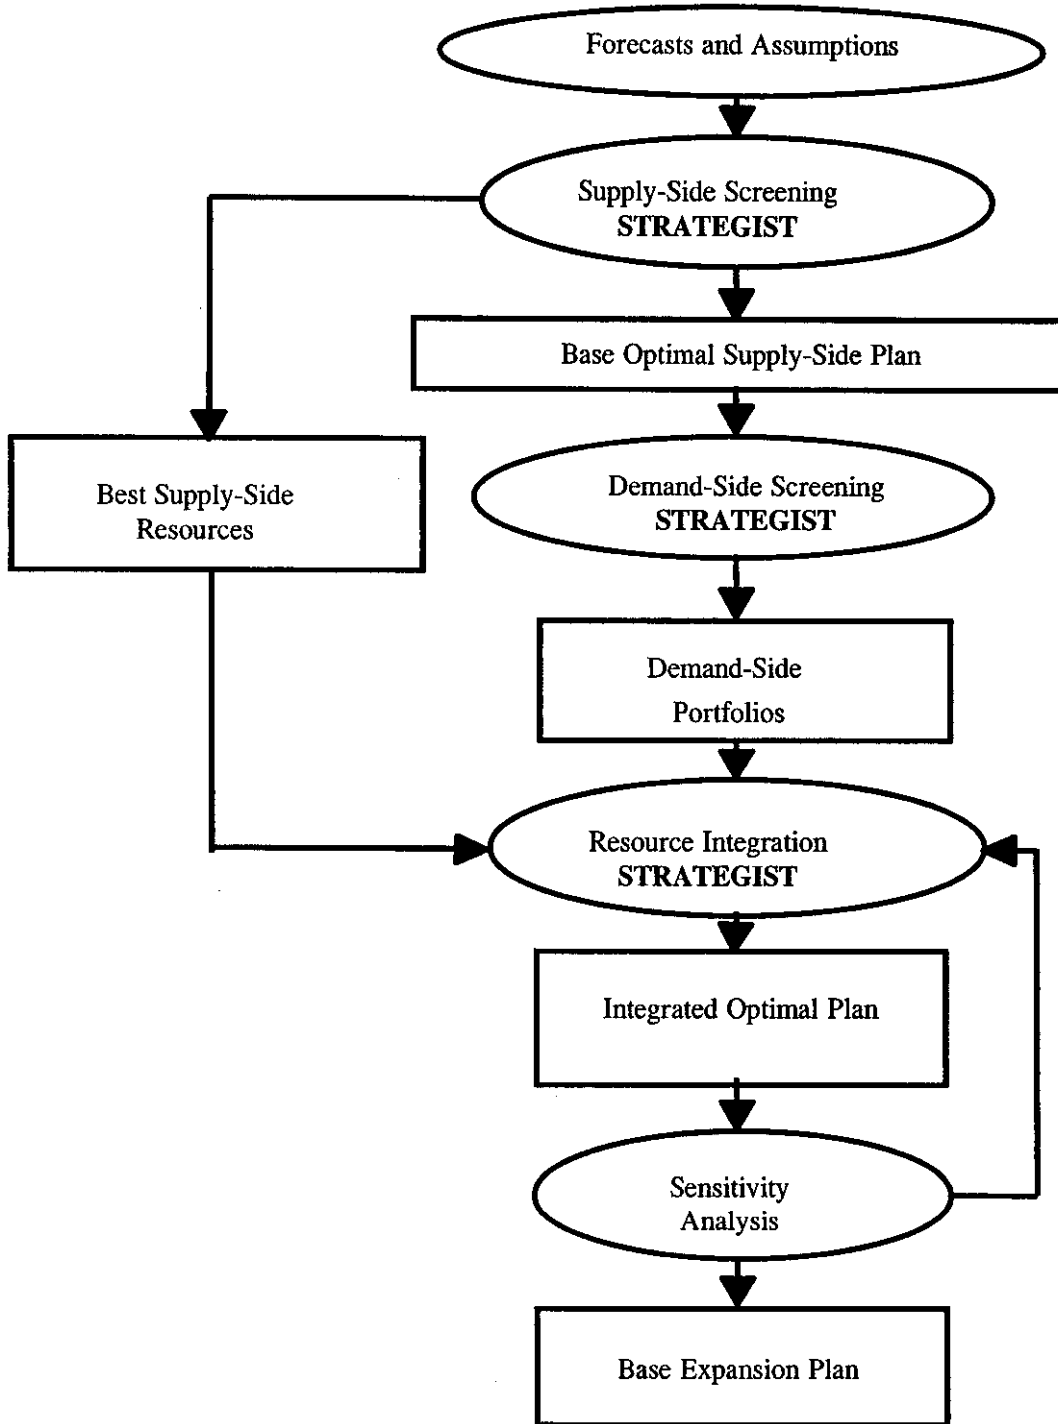 Forecasts and Assumptions
Supply-Side Screening
STRATEGIST
Base Optimal Supply-Side Plan
Best Supply-Side
Resources
Demand-Side Screening
STRATEGIST
Demand-Side
Portfolios
Resource Integration
STRATEGIST
Integrated Optimal Plan
Sensitivity
Analysis
Base Expansion Plan